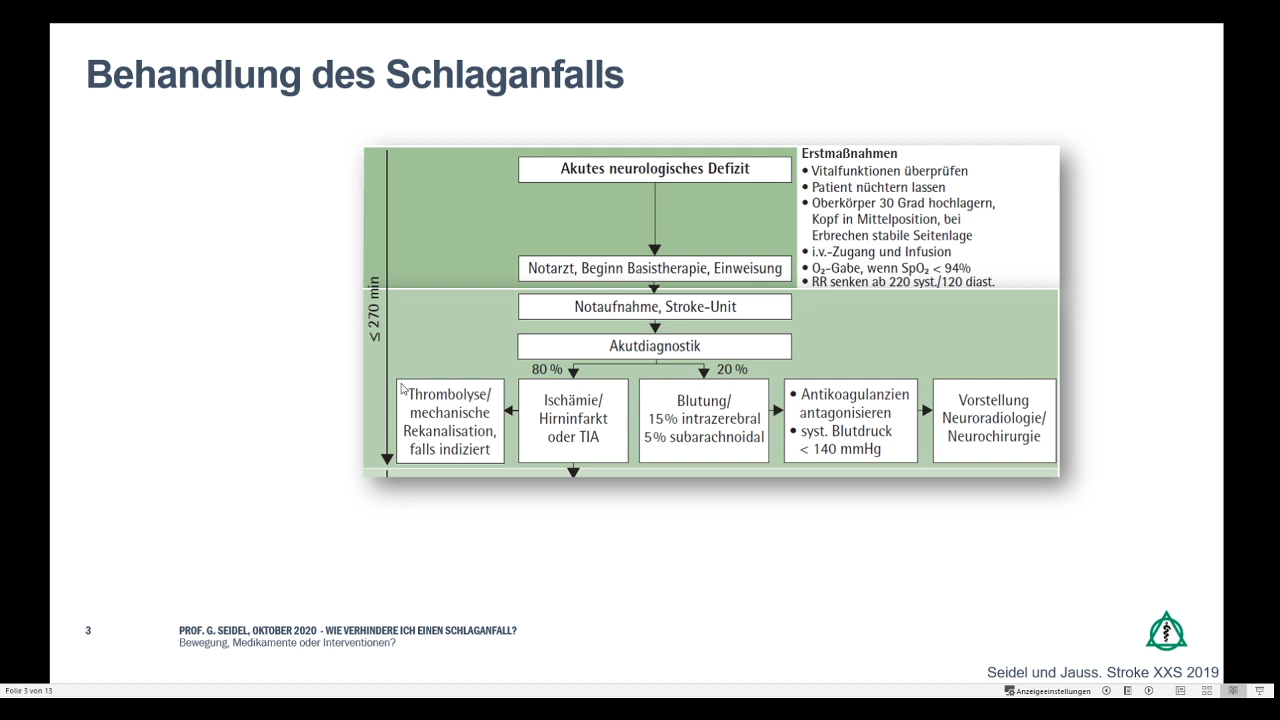 Behandlung des Schlaganfalls
Akutes neurologisches Defizit
Erstmaßnahmen
• Vitalfunktionen überprüfen
• Patient nüchtern lassen
• Oberkörper 30 Grad hochlagern,
Kopf in Mittelposition, bei
Erbrechen stabile Seitenlage
• i.v.-Zugang und Infusion
• O₂-Gabe, wenn SpO₂ < 94%
• RR senken ab 220 syst./120 diast.
Notarzt, Beginn Basistherapie, Einweisung
≤ 270 min
Notaufnahme, Stroke-Unit
Akutdiagnostik
80 %
20 %
Thrombolyse/
mechanische
Rekanalisation,
falls indiziert
Ischämie/
Hirninfarkt
oder TIA
Blutung/
15% intrazerebral
5% subarachnoidal
• Antikoagulanzien
antagonisieren
• syst. Blutdruck
< 140 mmHg
Vorstellung
Neuroradiologie/
Neurochirurgie
3
PROF. G. SEIDEL, OKTOBER 2020 - WIE VERHINDERE ICH EINEN SCHLAGANFALL?
Bewegung, Medikamente oder Interventionen?
Seidel und Jauss. Stroke XXS 2019
Folie 3 von 13
Anzeigeeinstellungen